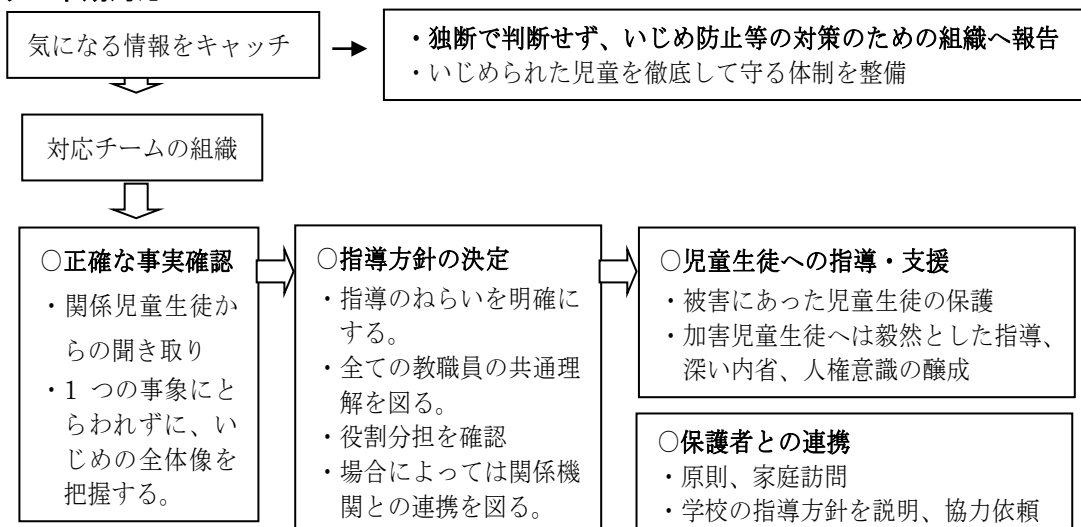 気になる情報をキャッチ
・独断で判断せず、いじめ防止等の対策のための組織へ報告
・いじめられた児童を徹底して守る体制を整備
対応チームの組織
○正確な事実確認
・関係児童生徒か
らの聞き取り
・1 つの事象にと
らわれずに、い
じめの全体像を
把握する。
○指導方針の決定
・指導のねらいを明確に
する。
・全ての教職員の共通理
解を図る。
・役割分担を確認
・場合によっては関係機
関との連携を図る。
○児童生徒への指導・支援
・被害にあった児童生徒の保護
・加害児童生徒へは毅然とした指導、
深い内省、人権意識の醸成
○保護者との連携
・原則、家庭訪問
・学校の指導方針を説明、協力依頼